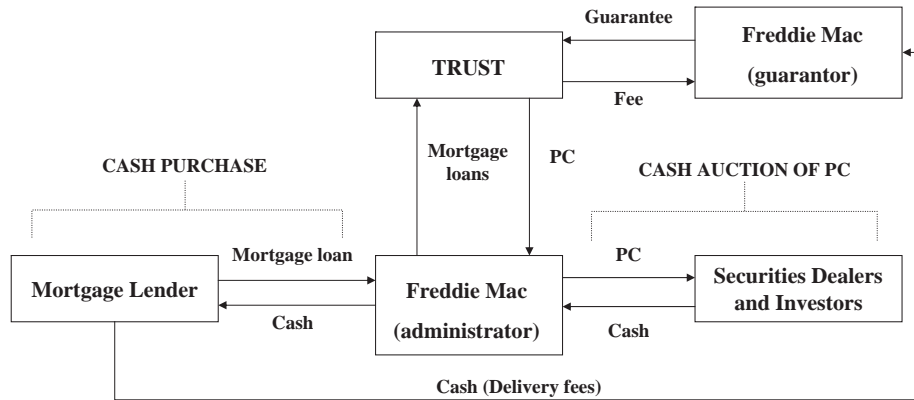 Guarantee
Freddie Mac
(guarantor)
TRUST
Fee
Mortgage
loans
PC
CASH PURCHASE
CASH AUCTION OF PC
Mortgage loan
PC
Mortgage Lender
Freddie Mac
(administrator)
Securities Dealers
and Investors
Cash
Cash
Cash (Delivery fees)